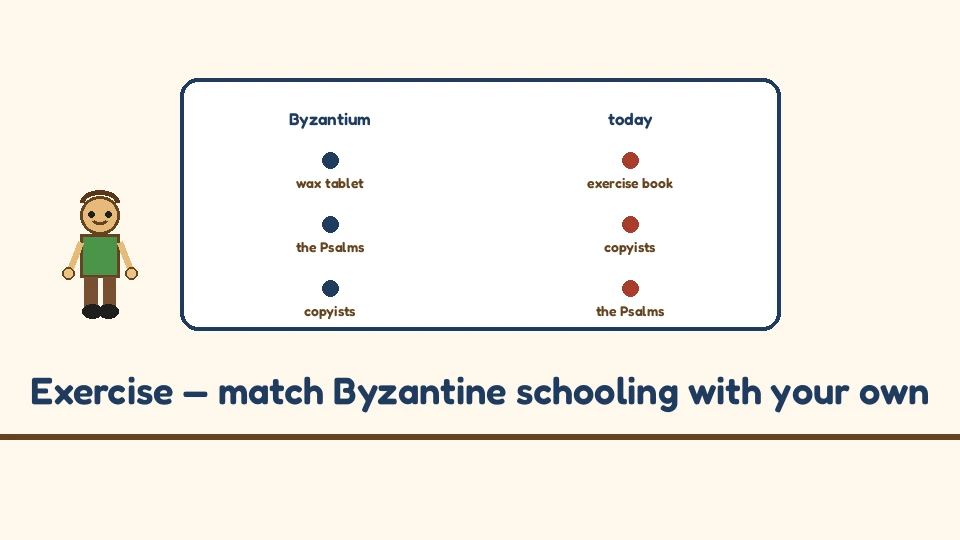 Byzantium today
wax tablet exercise book
the Psalms copyists
copyists the Psalms
Exercise — match Byzantine schooling with your own